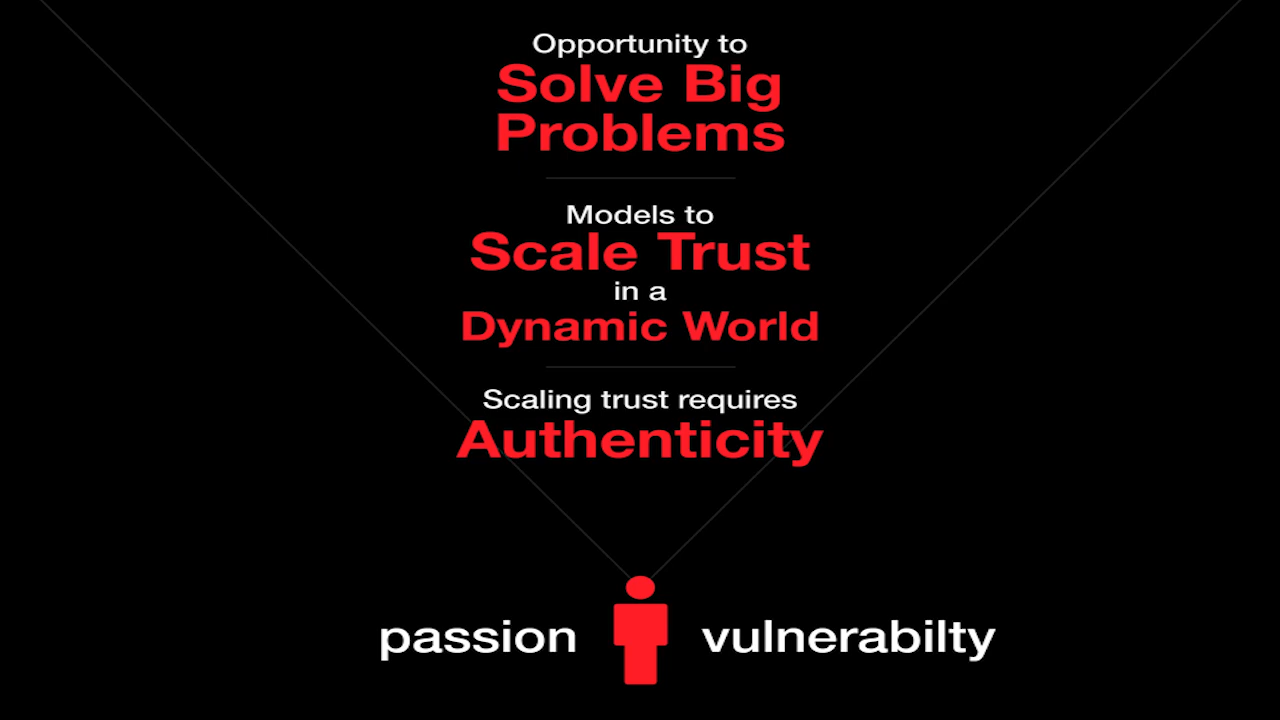 Opportunity to
Solve Big
Problems
Models to
Scale Trust
in a
Dynamic World
Scaling trust requires
Authenticity
passion vulnerabilty